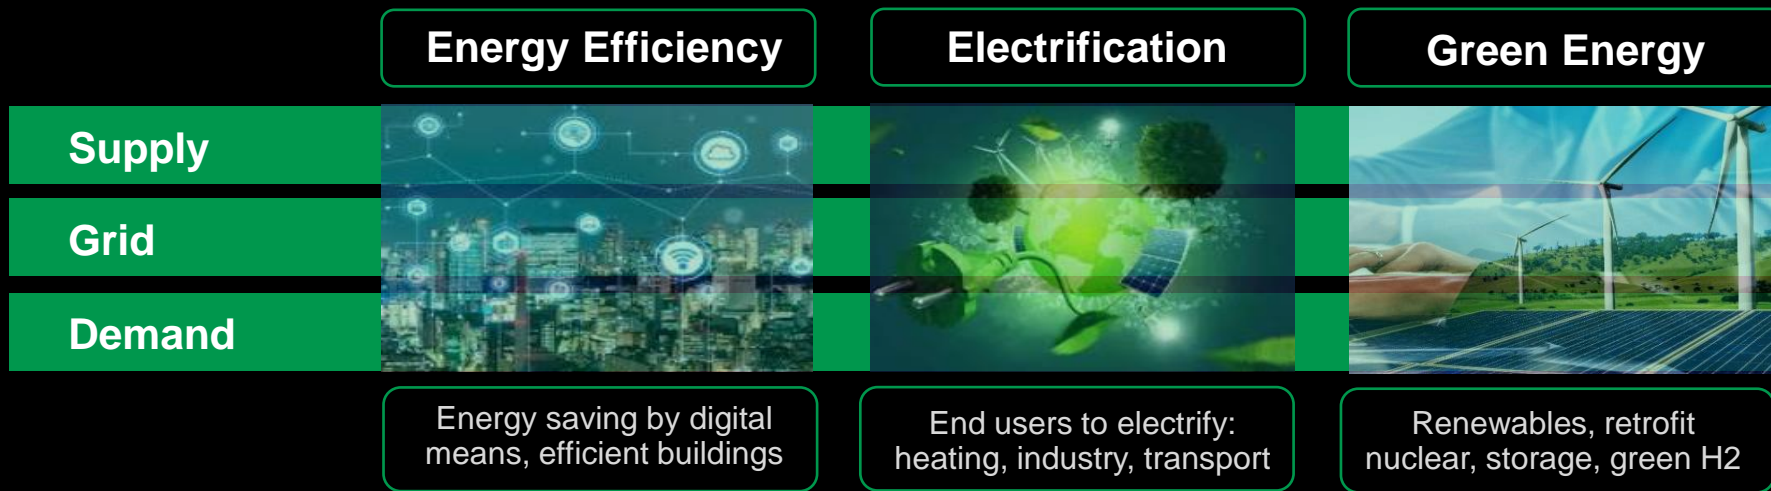 Energy Efficiency
Electrification
Green Energy
Supply
Grid
Demand
Energy saving by digital
means, efficient buildings
End users to electrify:
heating, industry, transport
Renewables, retrofit
nuclear, storage, green H2